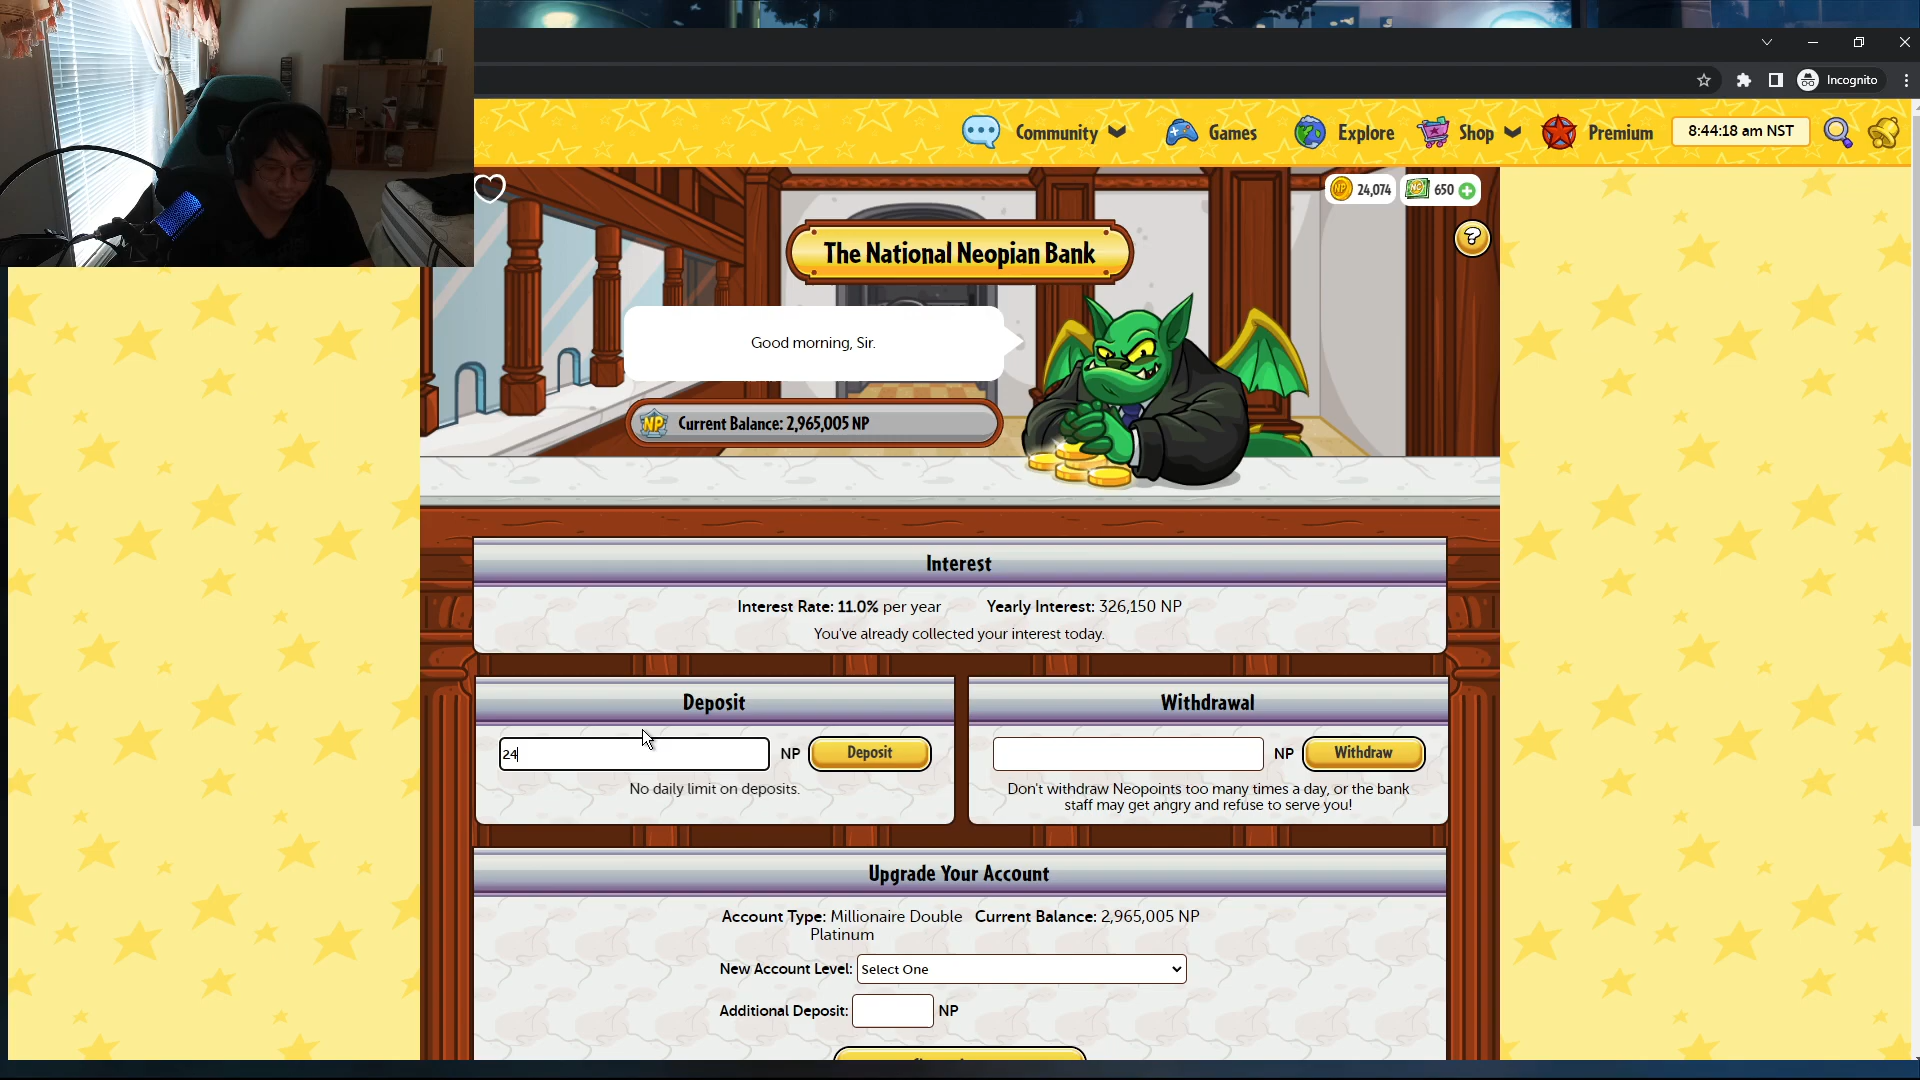 Incognito
Community
Games
Explore
Shop
Premium
8:44:18 am NST
NP
24,074
NC
650
?
The National Neopian Bank
Good morning, Sir.
NP
Current Balance: 2,965,005 NP
Interest
Interest Rate: 11.0% per year Yearly Interest: 326,150 NP
You've already collected your interest today.
Deposit
24
NP
Deposit
No daily limit on deposits.
Withdrawal
NP
Withdraw
Don't withdraw Neopoints too many times a day, or the bank
staff may get angry and refuse to serve you!
Upgrade Your Account
Account Type: Millionaire Double
Platinum
Current Balance: 2,965,005 NP
New Account Level: Select One
Additional Deposit:
NP